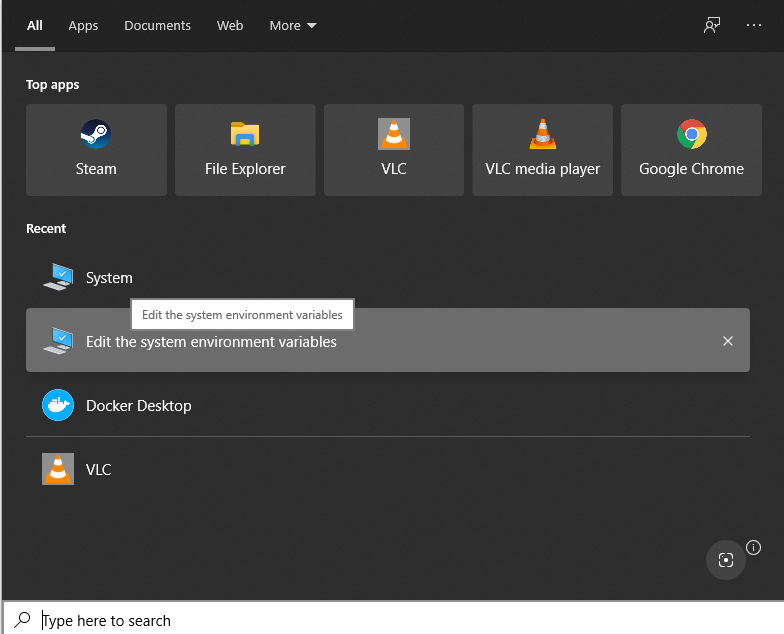 All Apps Documents Web More
Top apps
Steam File Explorer VLC VLC media player Google Chrome
Recent
System
Edit the system environment variables
Edit the system environment variables
Docker Desktop
VLC
Type here to search